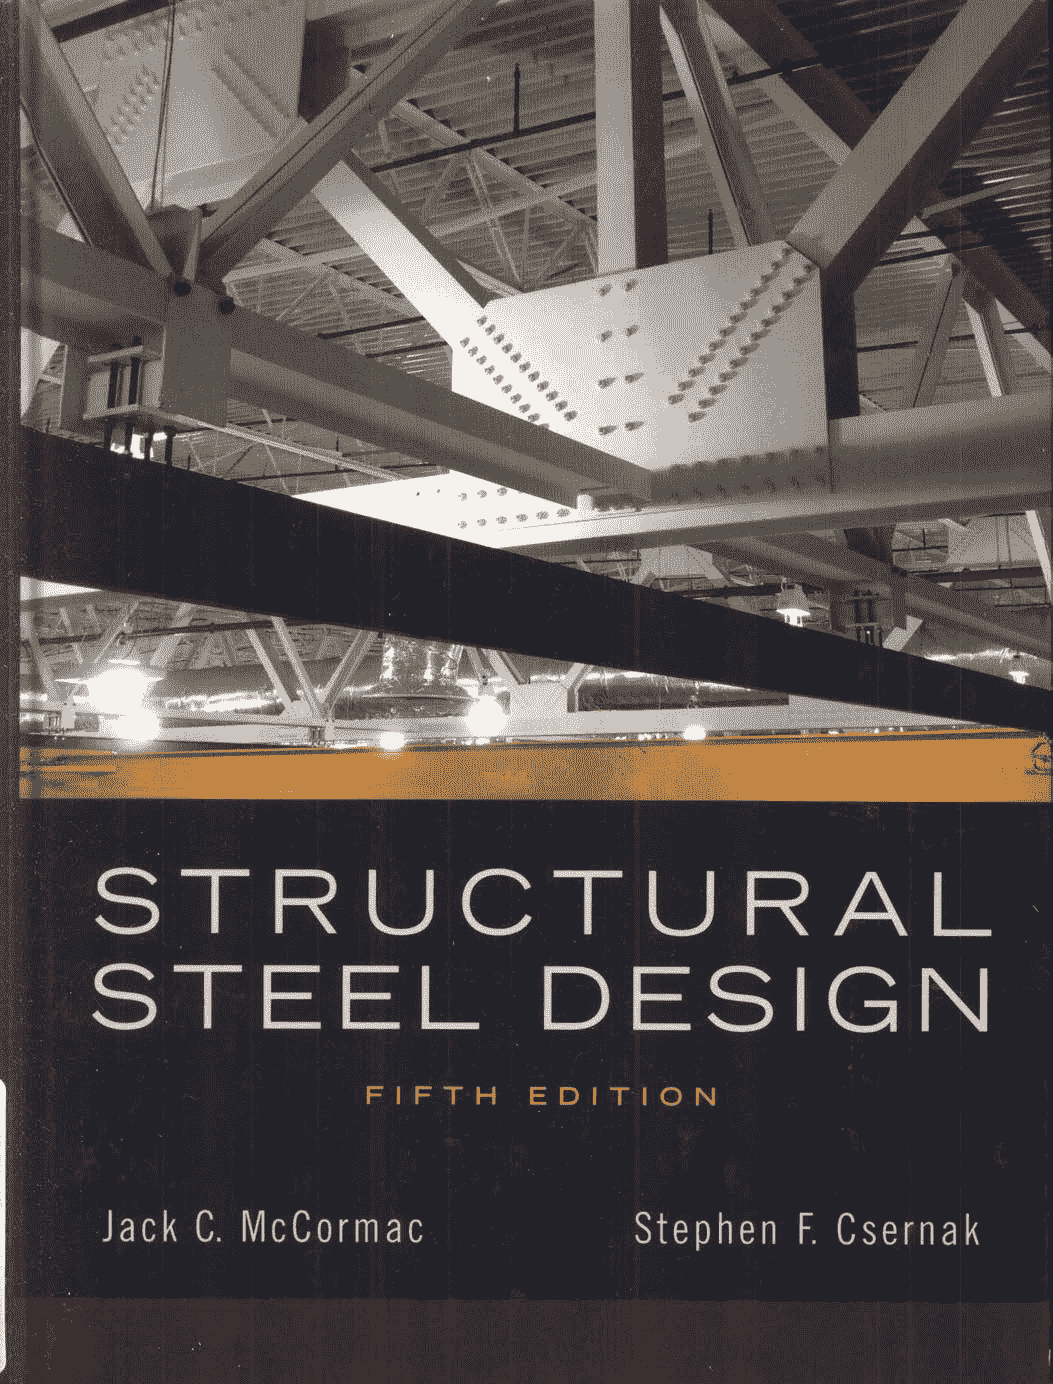 STRUCTURAL
STEEL DESIGN
FIFTH EDITION
Jack C. McCormac Stephen F. Csernak